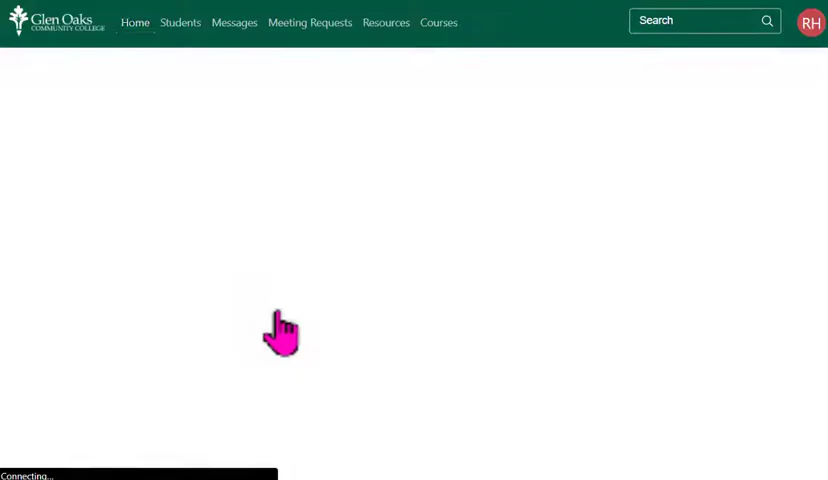 Glen Oaks
COMMUNITY COLLEGE
Home Students Messages Meeting Requests Resources Courses
Search
RH
Connecting...